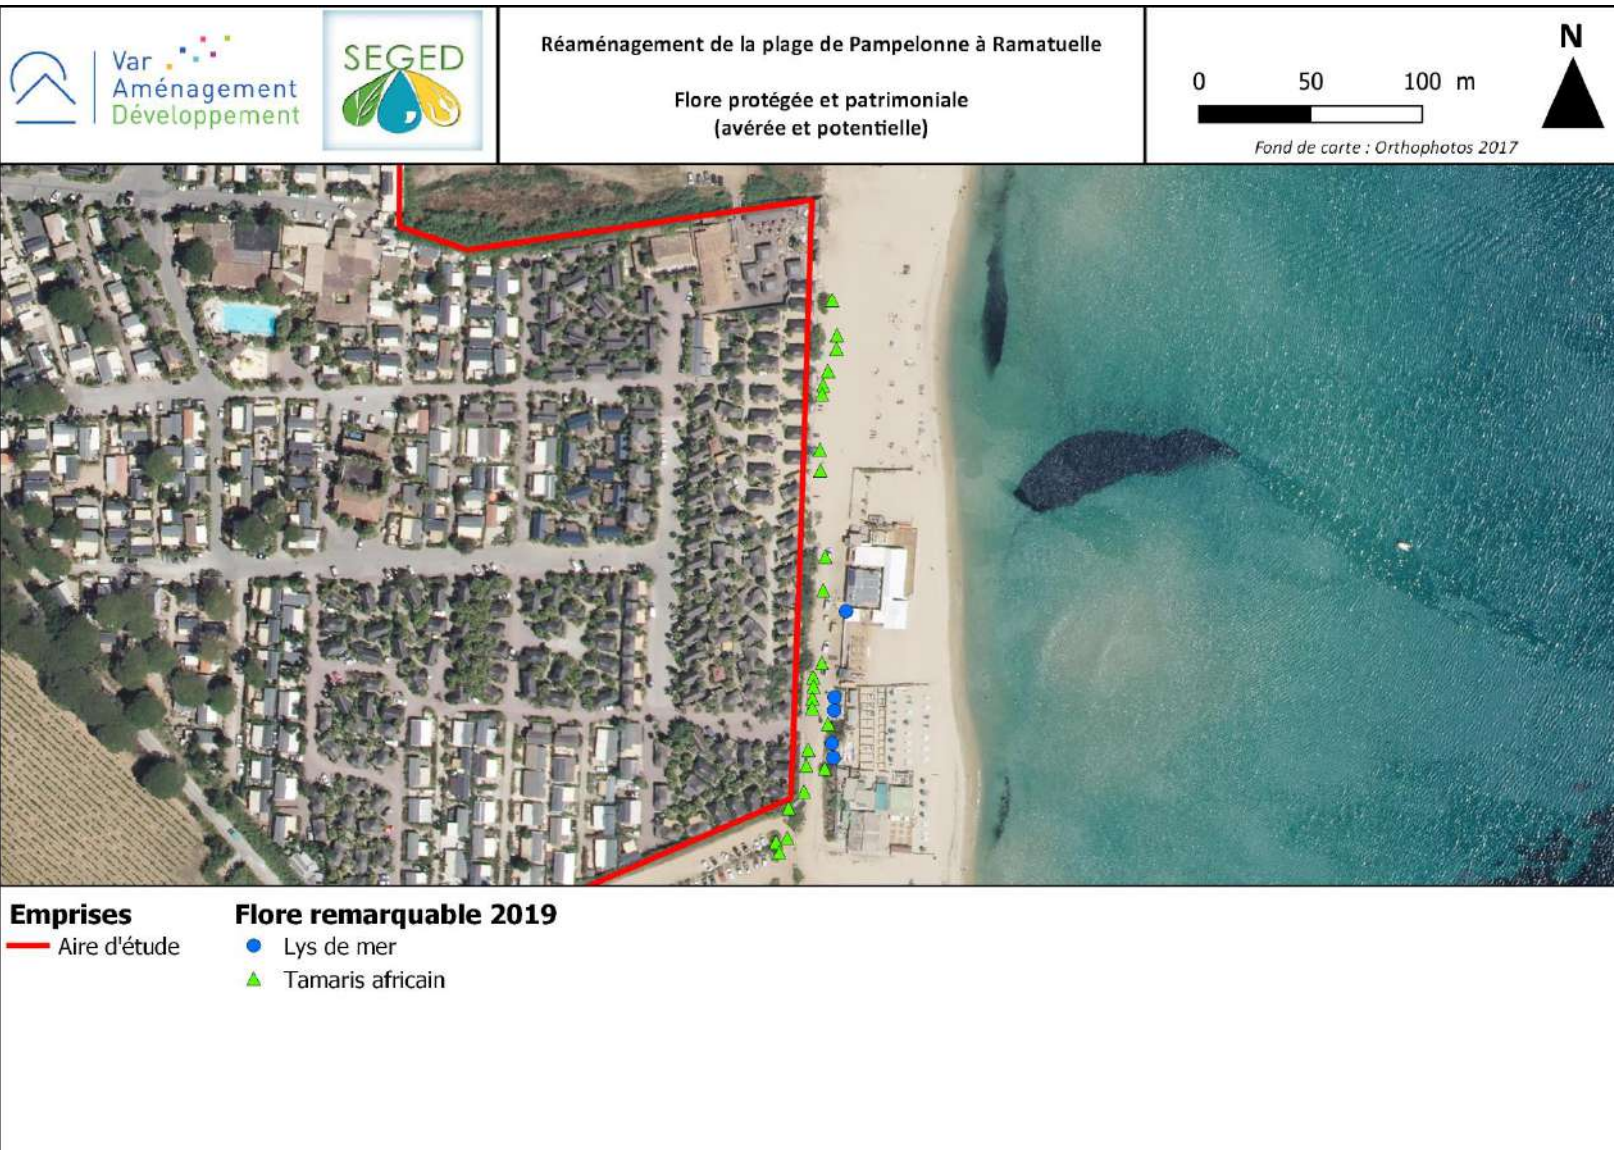 Var
Aménagement
Développement
SEGED
Réaménagement de la plage de Pampelonne à Ramatuelle
Flore protégée et patrimoniale
(avérée et potentielle)
0 50 100 m
Fond de carte : Orthophotos 2017
N
Emprises
Aire d'étude
Flore remarquable 2019
Lys de mer
Tamaris africain